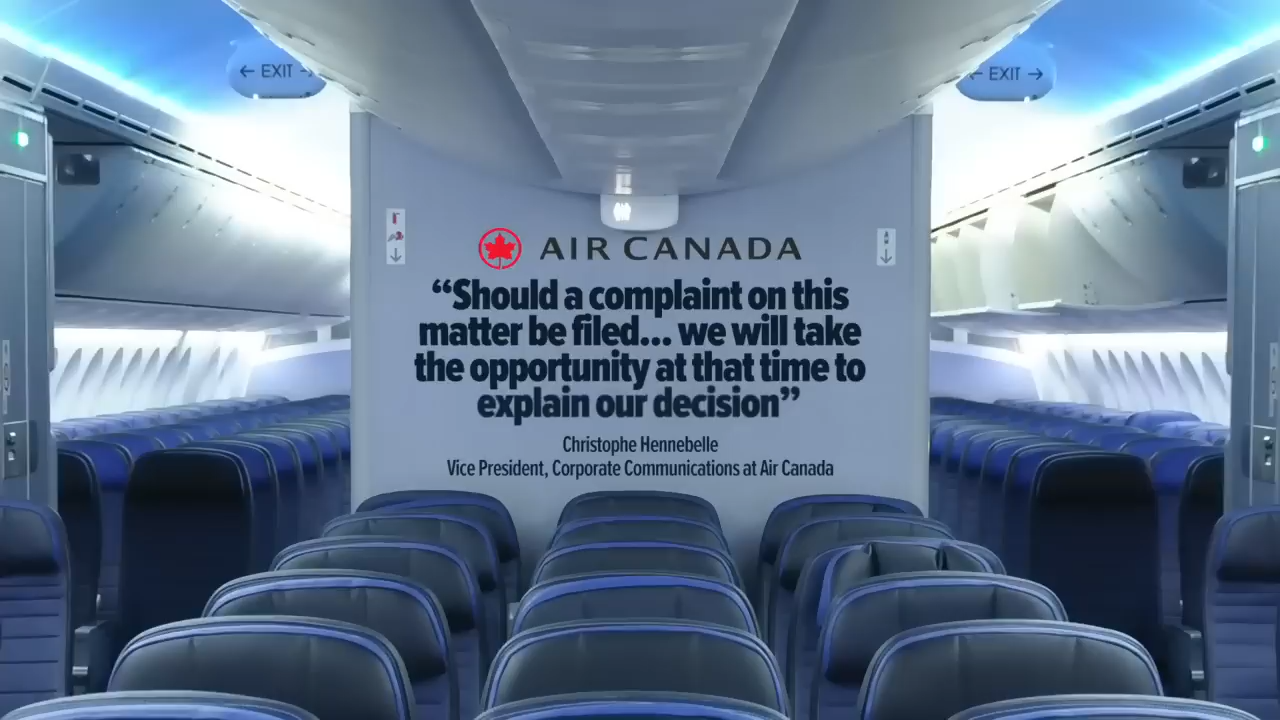 ← EXIT →
← EXIT →
AIR CANADA
“Should a complaint on this
matter be filed... we will take
the opportunity at that time to
explain our decision”
Christophe Hennebelle
Vice President, Corporate Communications at Air Canada